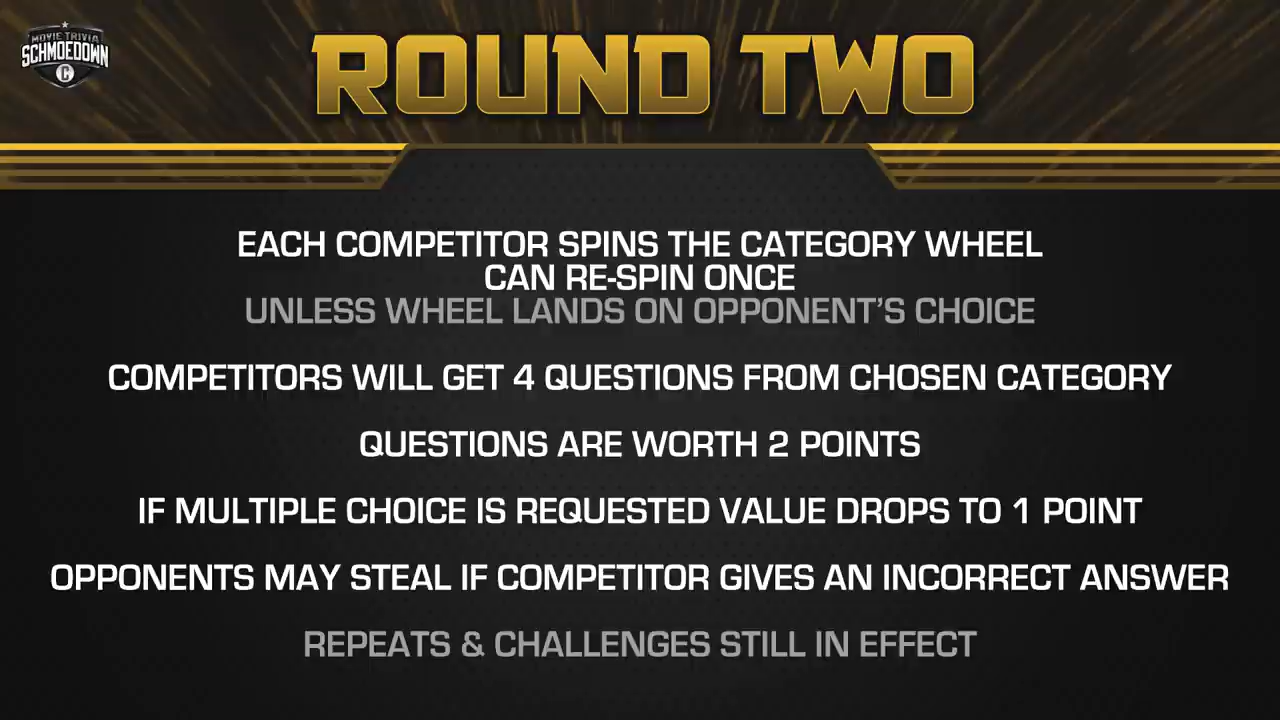 MOVIE TRIVIA
SCHMOEDOWN
C
ROUND TWO
EACH COMPETITOR SPINS THE CATEGORY WHEEL
CAN RE-SPIN ONCE
UNLESS WHEEL LANDS ON OPPONENT'S CHOICE
COMPETITORS WILL GET 4 QUESTIONS FROM CHOSEN CATEGORY
QUESTIONS ARE WORTH 2 POINTS
IF MULTIPLE CHOICE IS REQUESTED VALUE DROPS TO 1 POINT
OPPONENTS MAY STEAL IF COMPETITOR GIVES AN INCORRECT ANSWER
REPEATS & CHALLENGES STILL IN EFFECT